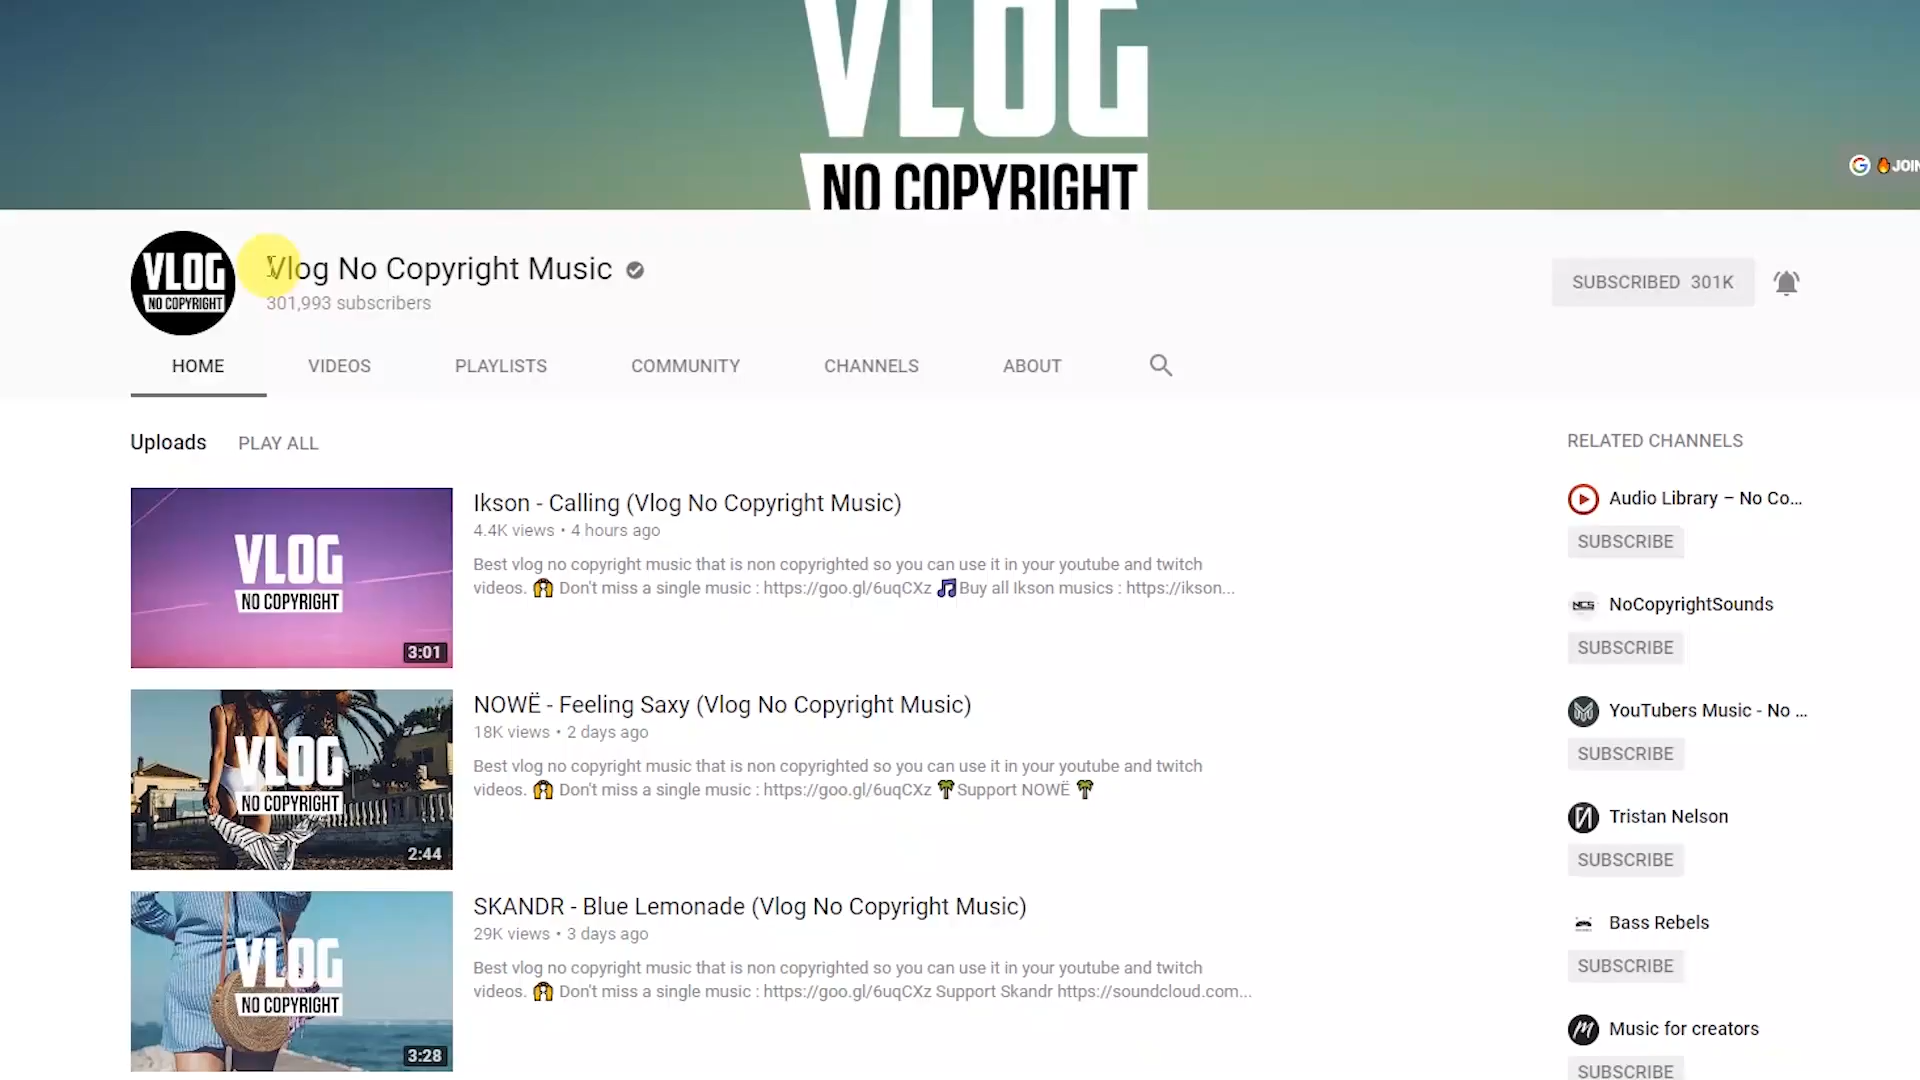 VLOG
NO COPYRIGHT
JOIN
VLOG
NO COPYRIGHT
Vlog No Copyright Music
301,993 subscribers
SUBSCRIBED 301K
HOME
VIDEOS
PLAYLISTS
COMMUNITY
CHANNELS
ABOUT
Uploads
PLAY ALL
VLOG
NO COPYRIGHT
3:01
Ikson - Calling (Vlog No Copyright Music)
4.4K views • 4 hours ago
Best vlog no copyright music that is non copyrighted so you can use it in your youtube and twitch
videos. 🙌 Don't miss a single music : https://goo.gl/6uqCXz 🎵Buy all Ikson musics : https://ikson...
VLOG
NO COPYRIGHT
2:44
NOWË - Feeling Saxy (Vlog No Copyright Music)
18K views • 2 days ago
Best vlog no copyright music that is non copyrighted so you can use it in your youtube and twitch
videos. 🙌 Don't miss a single music : https://goo.gl/6uqCXz 🌴Support NOWË 🌴
VLOG
NO COPYRIGHT
3:28
SKANDR - Blue Lemonade (Vlog No Copyright Music)
29K views • 3 days ago
Best vlog no copyright music that is non copyrighted so you can use it in your youtube and twitch
videos. 🙌 Don't miss a single music : https://goo.gl/6uqCXz Support Skandr https://soundcloud.com...
RELATED CHANNELS
Audio Library – No Co...
SUBSCRIBE
NCS
NoCopyrightSounds
SUBSCRIBE
YouTubers Music - No ...
SUBSCRIBE
Tristan Nelson
SUBSCRIBE
Bass Rebels
SUBSCRIBE
Music for creators
SUBSCRIBE